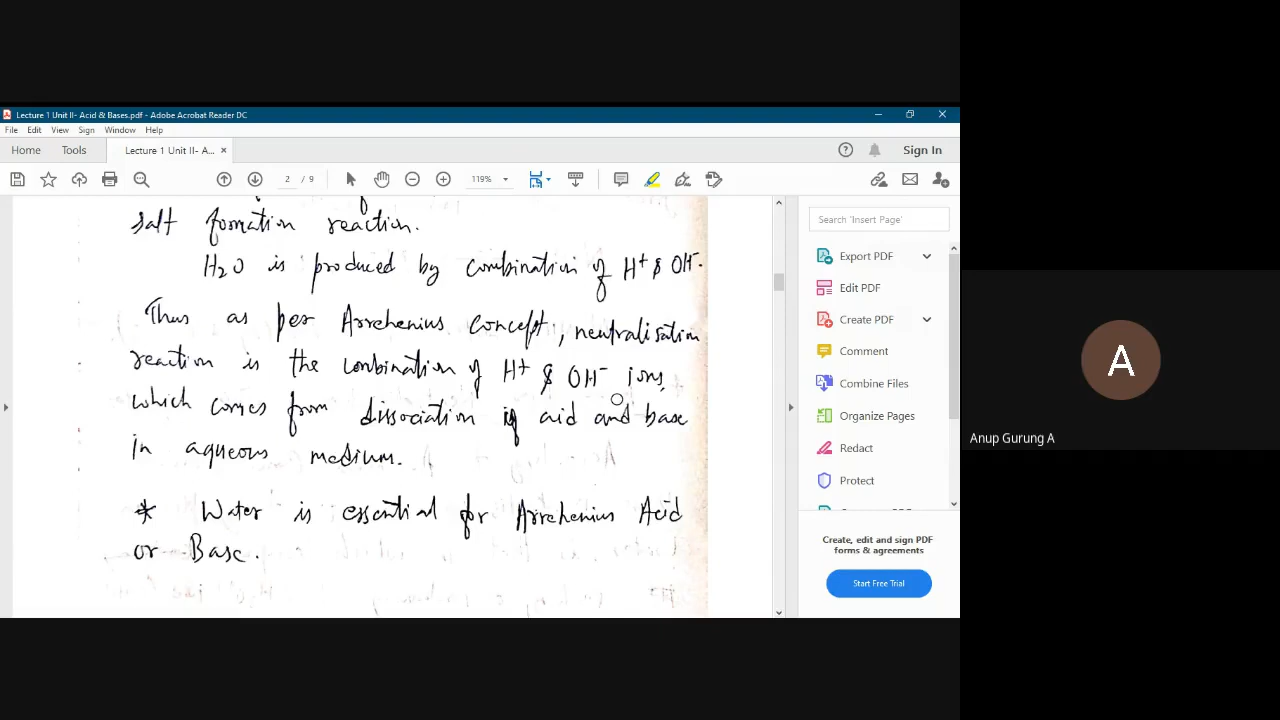 Lecture 1 Unit II- Acid & Bases.pdf - Adobe Acrobat Reader DC
File Edit View Sign Window Help
Home Tools Lecture 1 Unit II- A... × Sign In
2 / 9 119%
salt formation reaction.
H2O is produced by combination of H+ & OH-.
Thus as per Arrehenius concept, neutralisation
reaction is the combination of H+ & OH- ions,
which comes from dissociation of aid and base
in aqueous medium.
* Water is essential for Arrehenius Acid
or Base.
Search 'Insert Page'
Export PDF
Edit PDF
Create PDF
Comment
Combine Files
Organize Pages
Redact
Protect
Create, edit and sign PDF
forms & agreements
Start Free Trial
A
Anup Gurung A